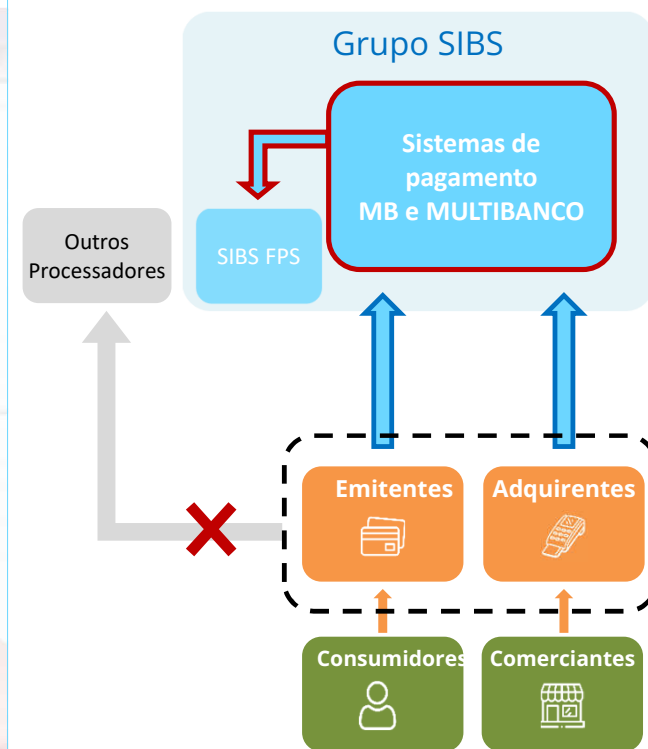 Grupo SIBS
Sistemas de
pagamento
MB e MULTIBANCO
Outros
Processadores
SIBS FPS
Emitentes
Adquirentes
Consumidores
Comerciantes